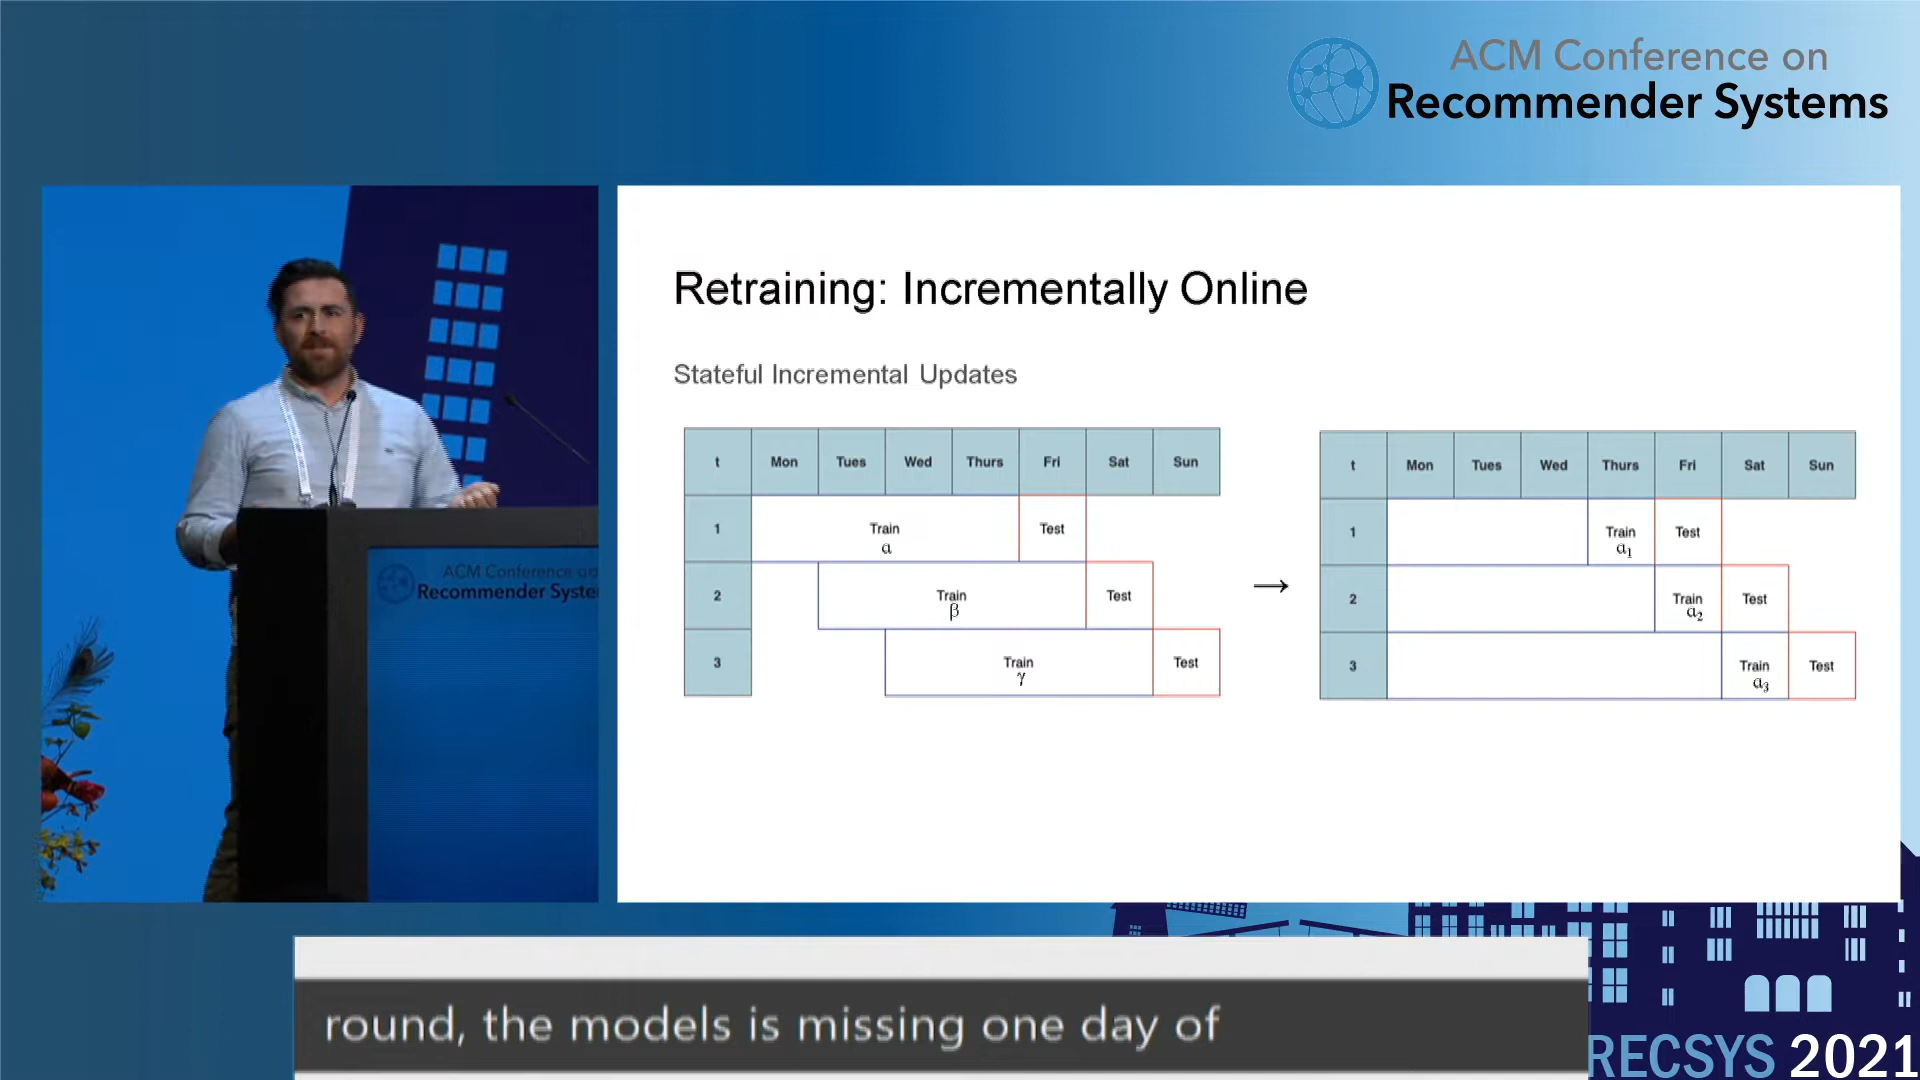 ACM Conference on
Recommender Systems
Retraining: Incrementally Online
Stateful Incremental Updates
t Mon Tues Wed Thurs Fri Sat Sun
1 Train Test
α
2 Train Test
β
3 Train Test
γ
→
t Mon Tues Wed Thurs Fri Sat Sun
1 Train Test
α1
2 Train Test
α2
3 Train Test
α3
ACM Conference on
Recommender Syste
round, the models is missing one day of
RECSYS 2021